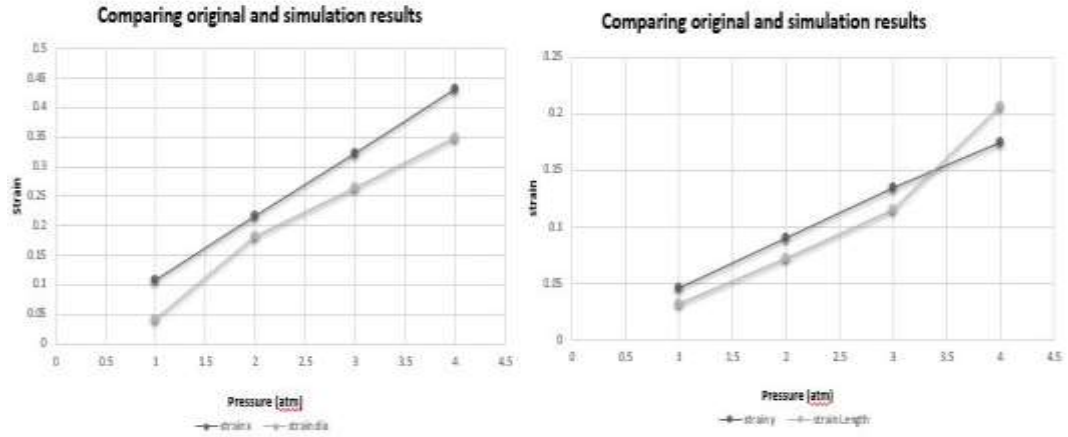 Comparing original and simulation results
0.5
0.45
0.4
0.35
0.3
0.25
0.2
0.15
0.1
0.05
0
Strain
0 0.5 1 1.5 2 2.5 3 3.5 4 4.5
Pressure (atm)
strainx straindia
Comparing original and simulation results
0.25
0.2
0.15
0.1
0.05
0
strain
0 0.5 1 1.5 2 2.5 3 3.5 4 4.5
Pressure (atm)
strainy strainLength